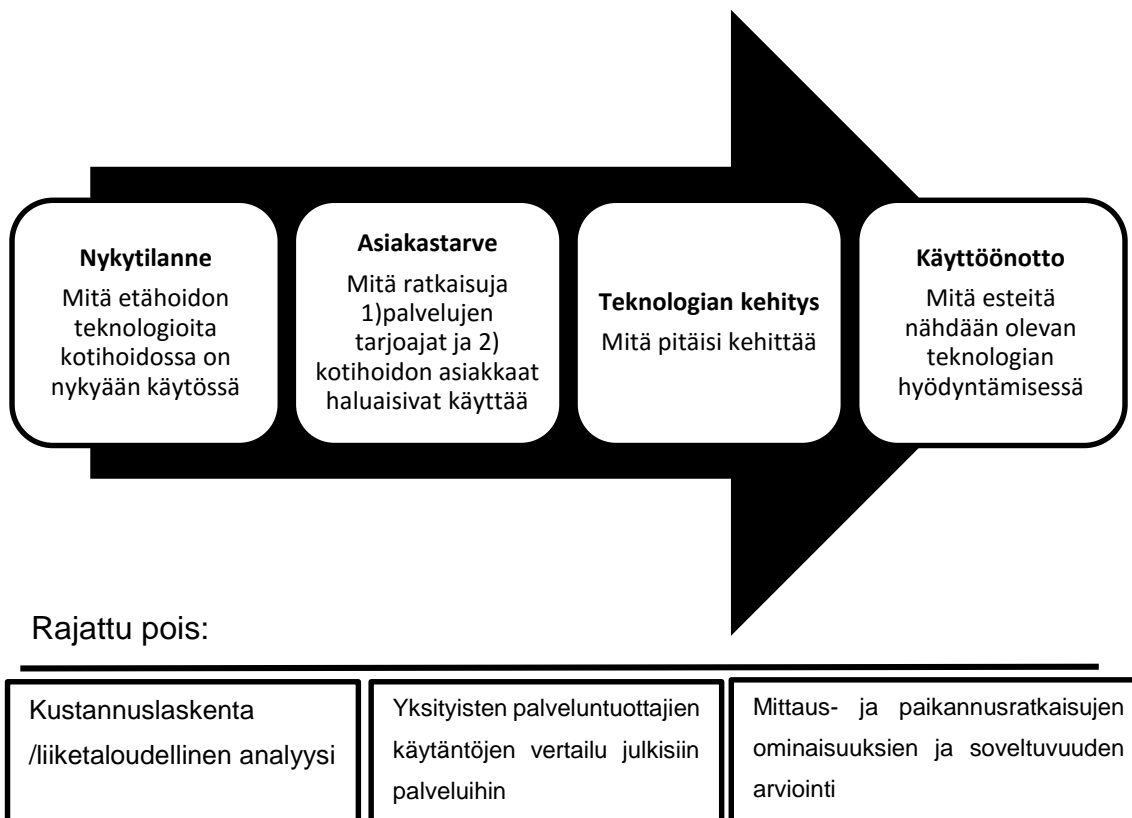 Nykytilanne
Mitä etähoidon
teknologioita
kotihoidossa on
nykyään käytössä
Asiakastarve
Mitä ratkaisuja
1)palvelujen
tarjoajat ja 2)
kotihoidon asiakkaat
haluaisivat käyttää
Teknologian kehitys
Mitä pitäisi kehittää
Käyttöönotto
Mitä esteitä
nähdään olevan
teknologian
hyödyntämisessä
Rajattu pois:
Kustannuslaskenta
/liiketaloudellinen analyysi
Yksityisten palveluntuottajien
käytäntöjen vertailu julkisiin
palveluihin
Mittaus- ja paikannusratkaisujen
ominaisuuksien ja soveltuvuuden
arviointi